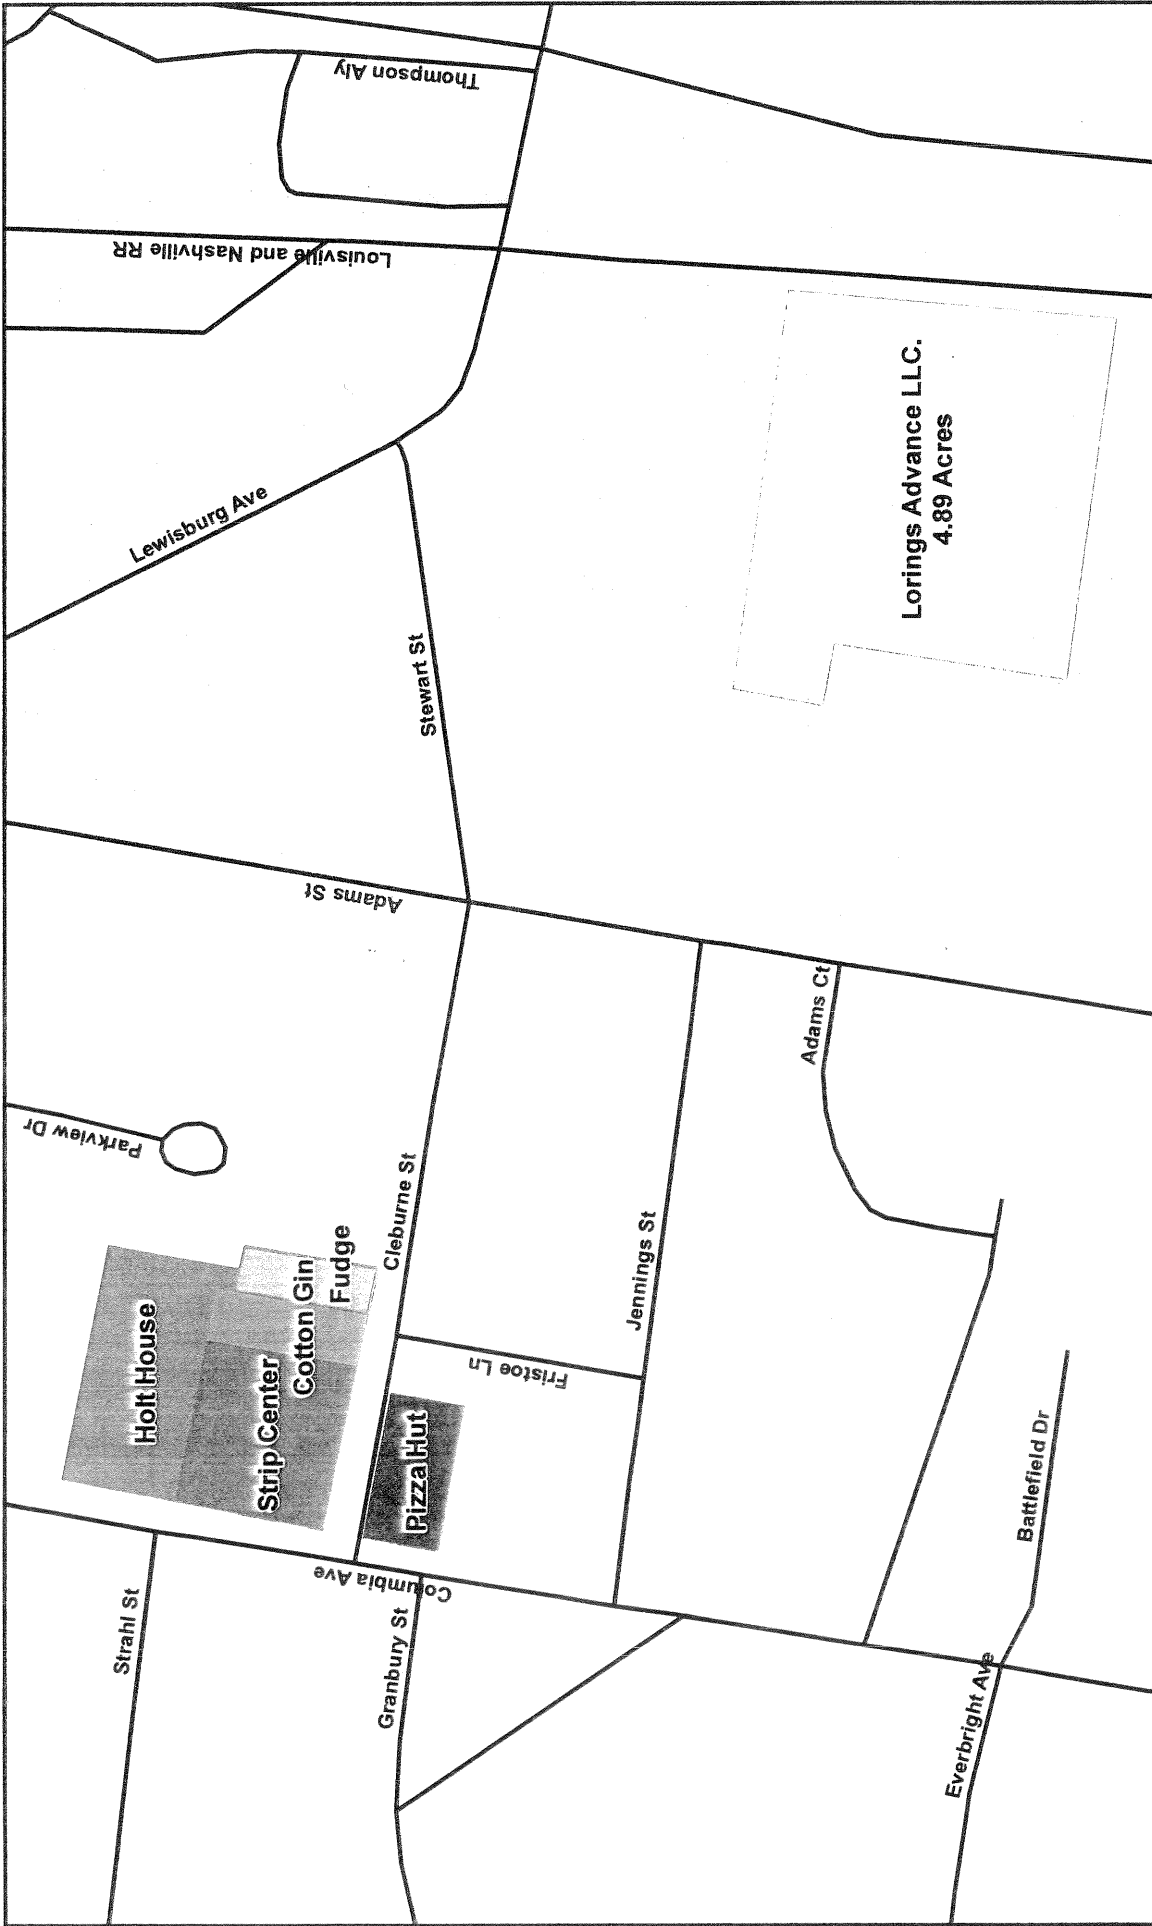 Strahl St
Granbury St
Everbright Ave
Columbia Ave
Battlefield Dr
Holt House
Strip Center
Cotton Gin
Fudge
Pizza Hut
Fristoe Ln
Jennings St
Cleburne St
Parkview Dr
Adams Ct
Adams St
Stewart St
Lewisburg Ave
Lorings Advance LLC.
4.89 Acres
Louisville and Nashville RR
Thompson Aly